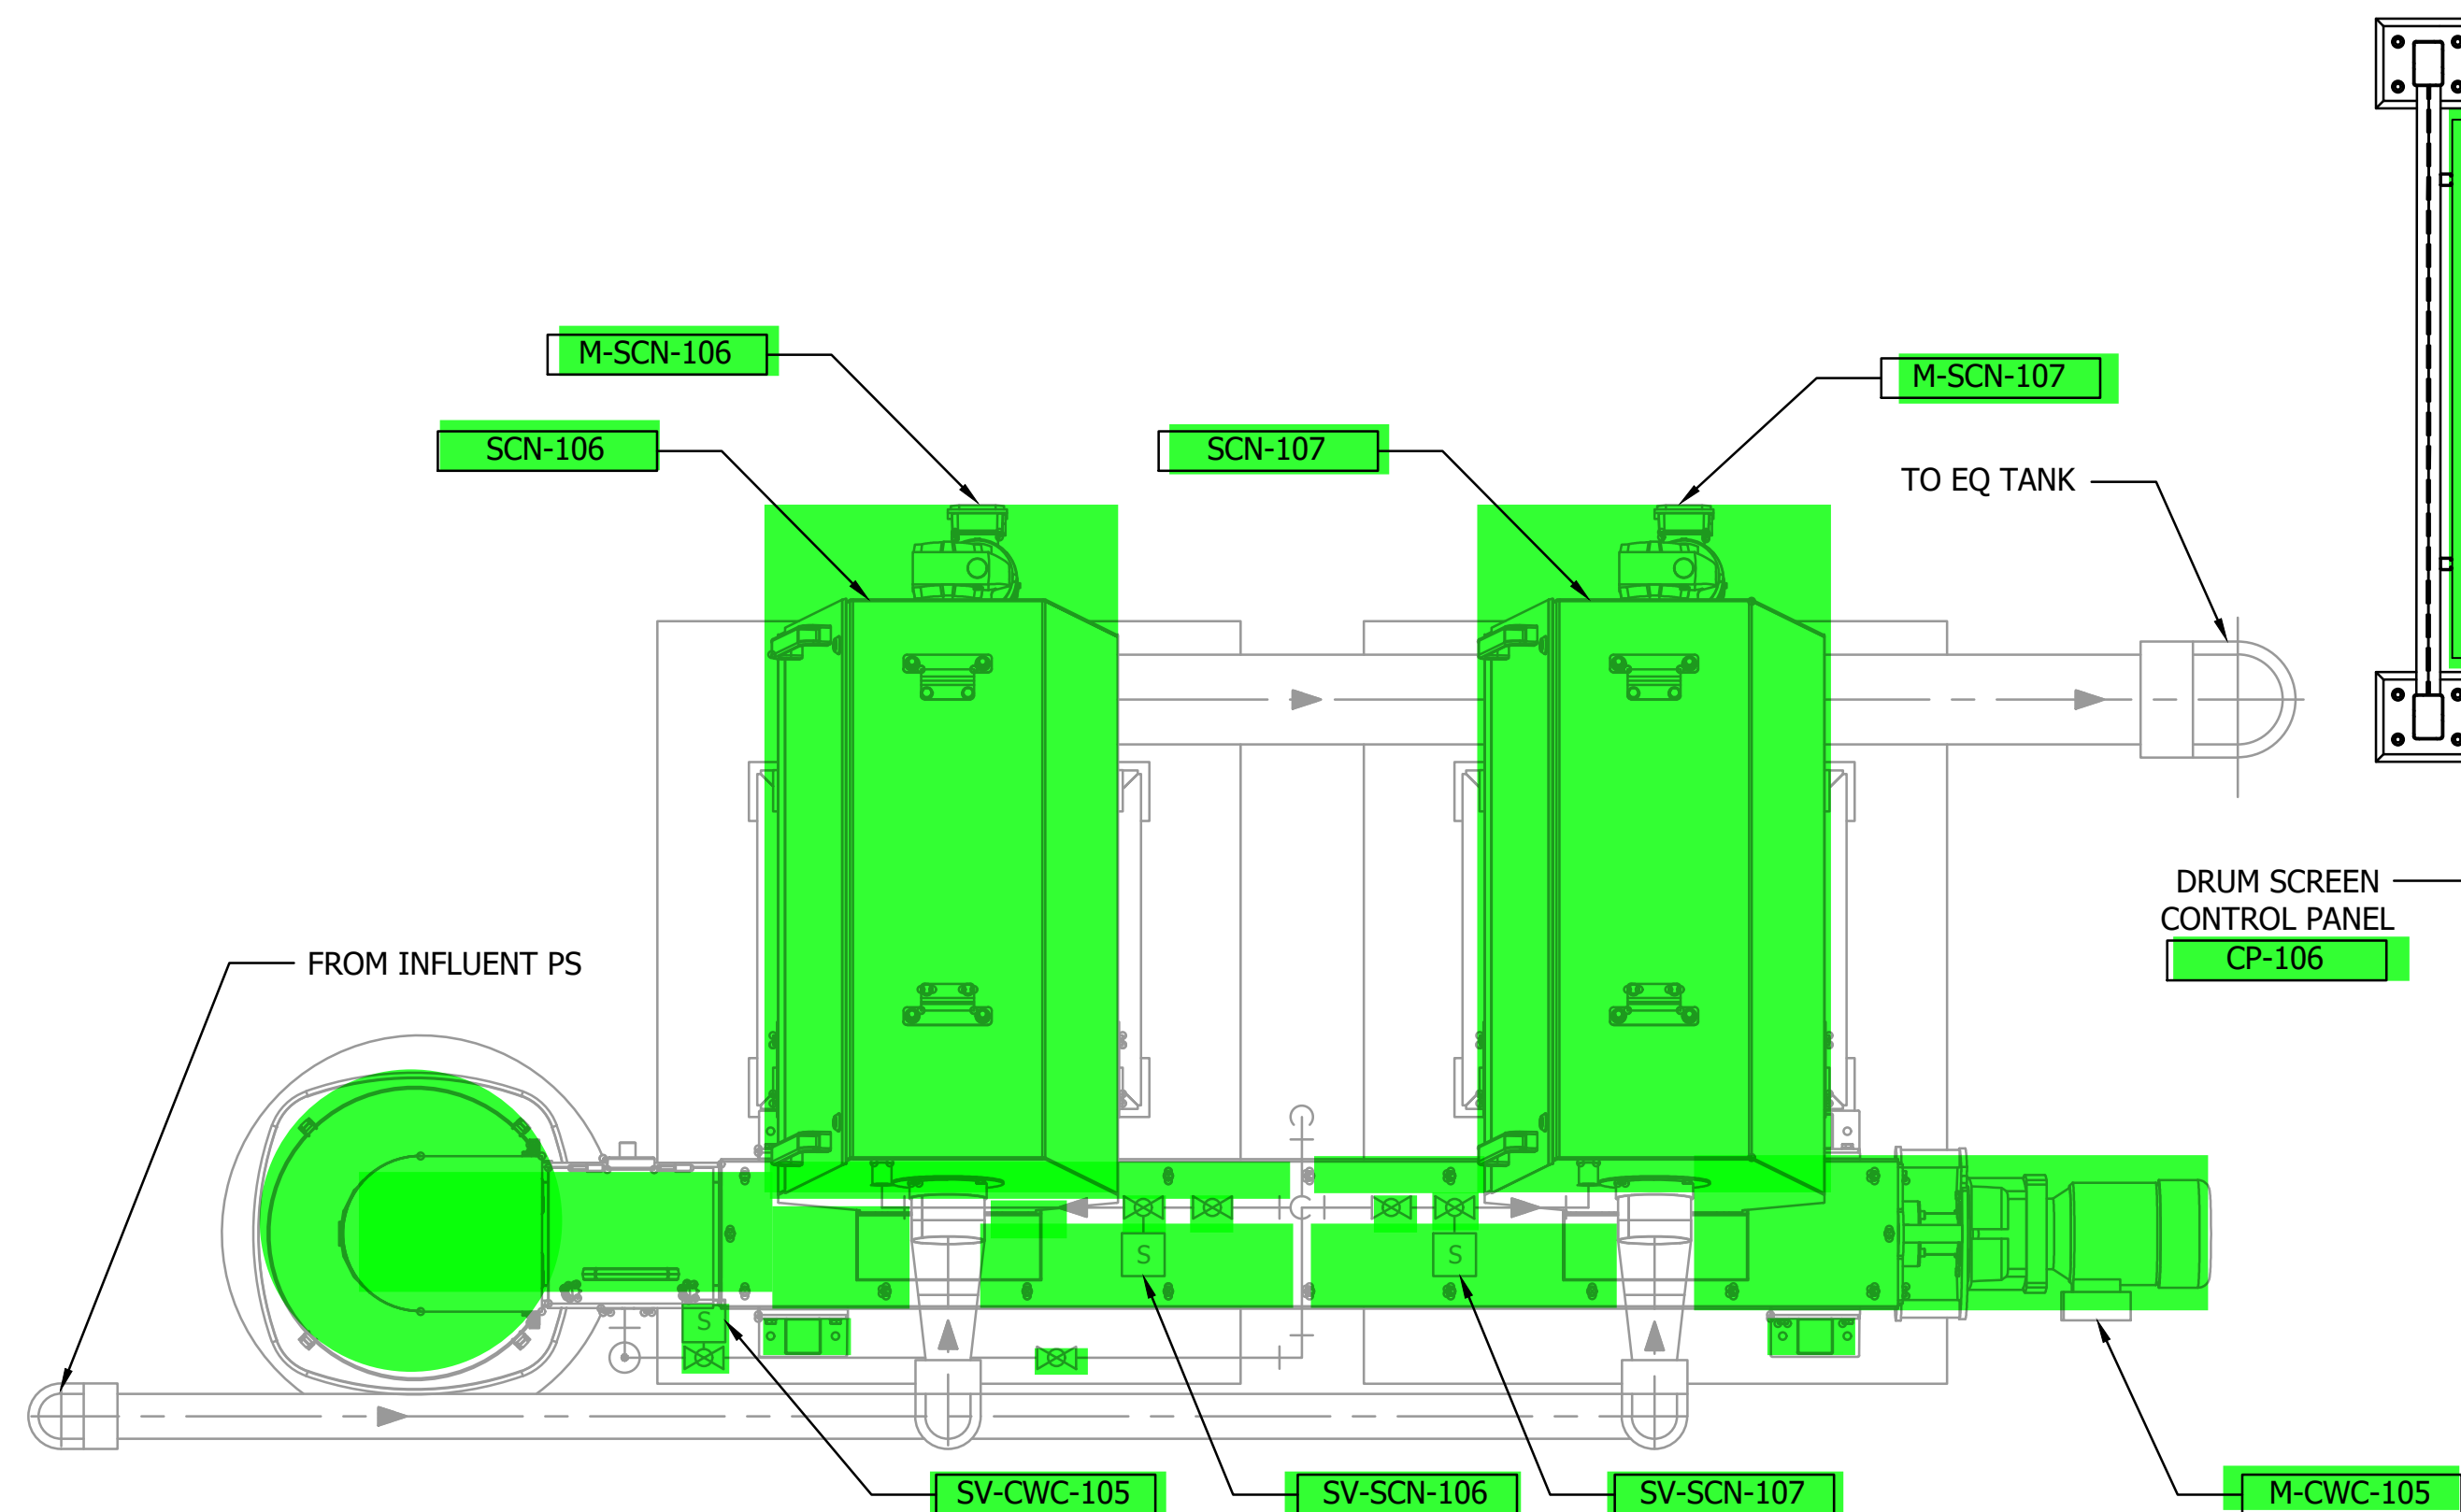 M-SCN-106
M-SCN-107
SCN-106
SCN-107
TO EQ TANK
DRUM SCREEN
CONTROL PANEL
CP-106
FROM INFLUENT PS
S
S
S
SV-CWC-105
SV-SCN-106
SV-SCN-107
M-CWC-105